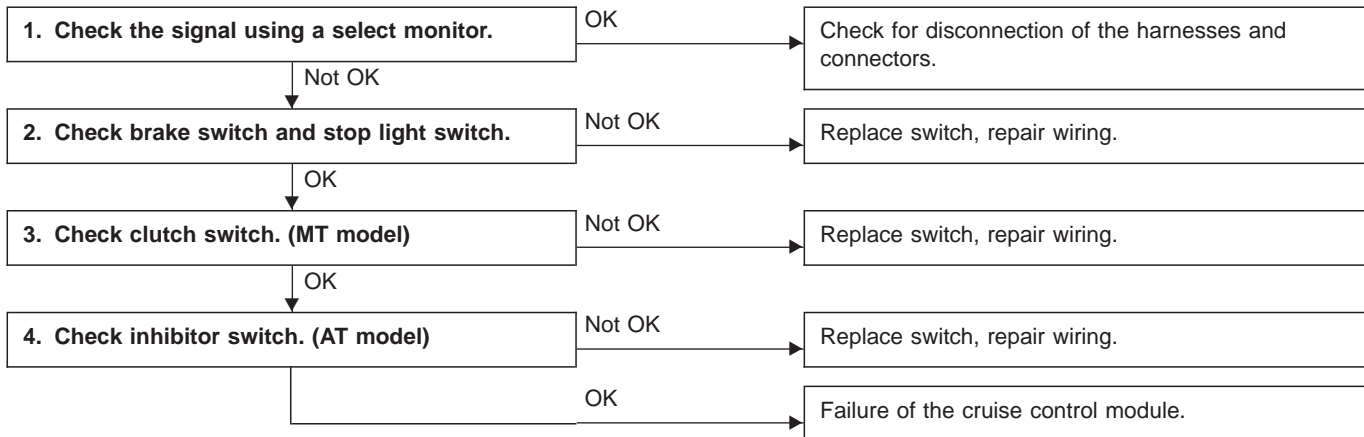 1. Check the signal using a select monitor.
OK
Check for disconnection of the harnesses and
connectors.
Not OK
2. Check brake switch and stop light switch.
Not OK
Replace switch, repair wiring.
OK
3. Check clutch switch. (MT model)
Not OK
Replace switch, repair wiring.
OK
4. Check inhibitor switch. (AT model)
Not OK
Replace switch, repair wiring.
OK
Failure of the cruise control module.